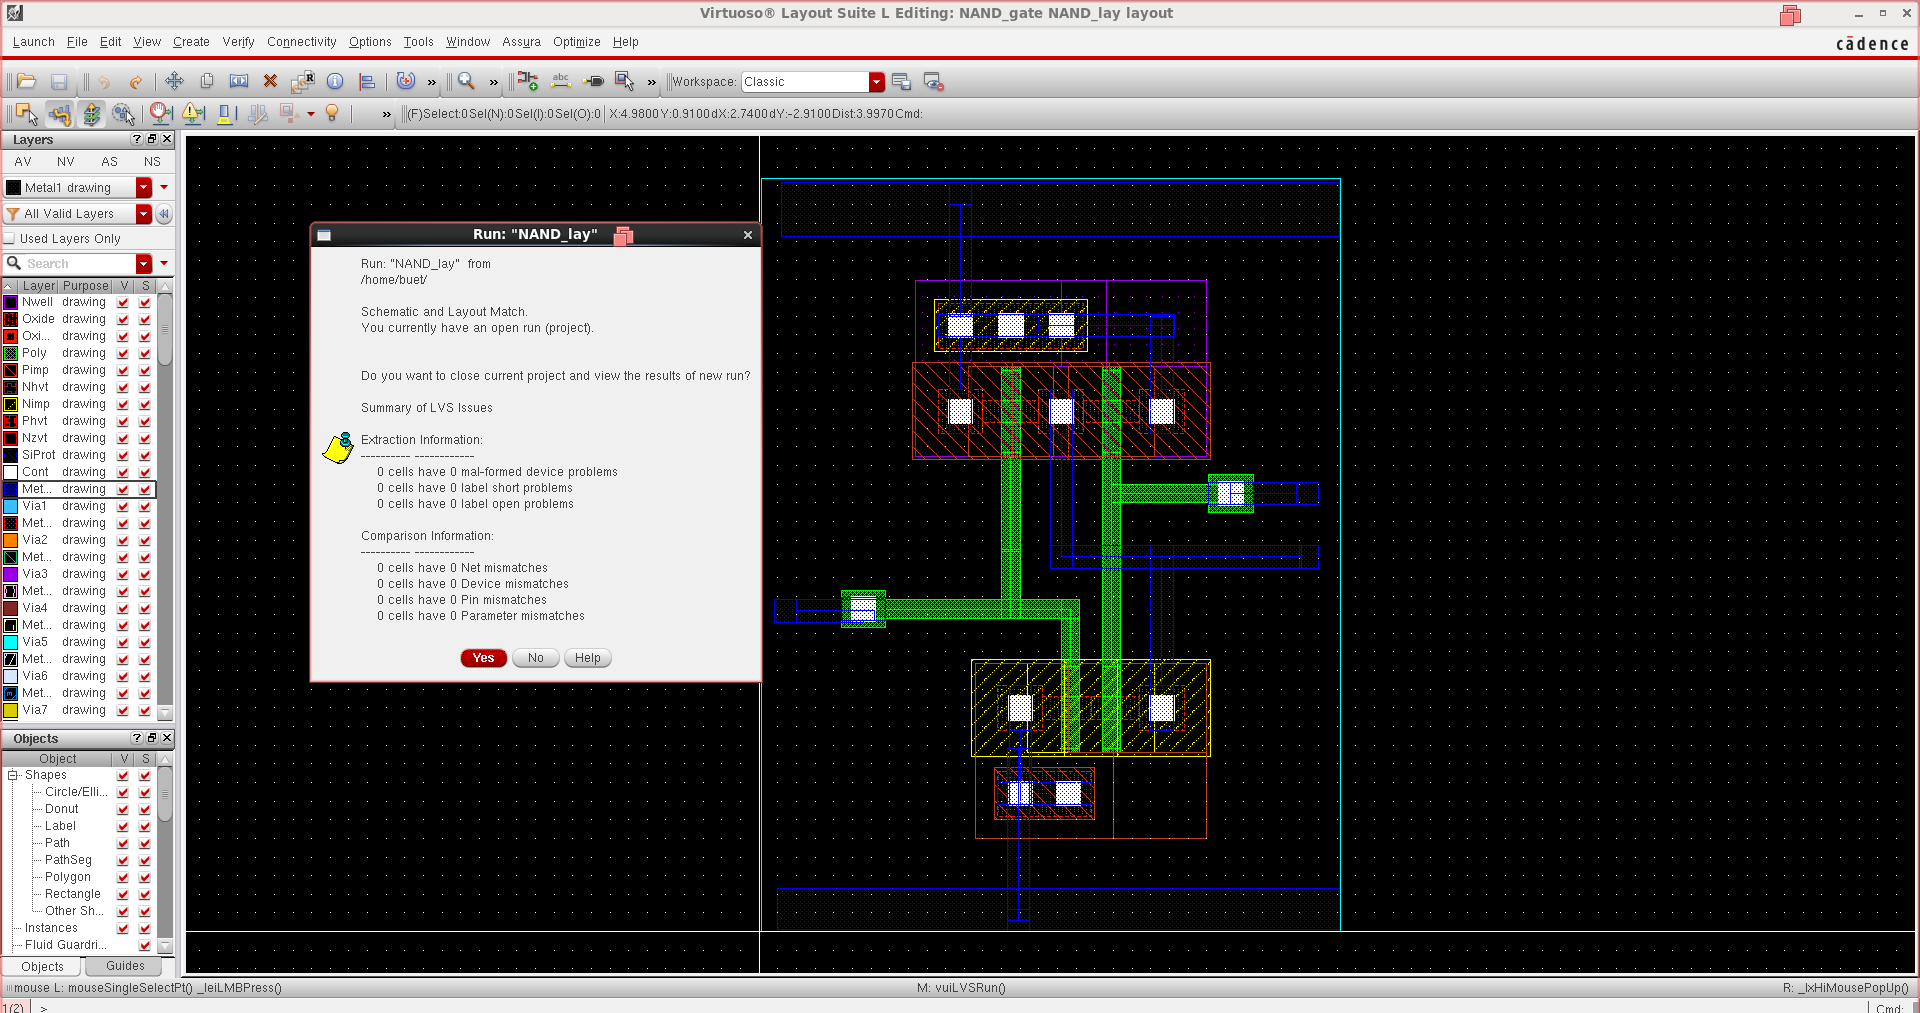 Virtuoso® Layout Suite L Editing: NAND_gate NAND_lay layout
Launch File Edit View Create Verify Connectivity Options Tools Window Assura Optimize Help
cādence
R abc Workspace: Classic
(F)Select:0 Sel(N):0 Sel(I):0 Sel(O):0 X:4.9800 Y:0.9100 dX:2.7400 dY:-2.9100 Dist:3.9970 Cmd:
Layers
AV NV AS NS
Metal1 drawing
All Valid Layers
Used Layers Only
Search
Layer Purpose V S
Nwell drawing
Oxide drawing
Oxi... drawing
Poly drawing
Pimp drawing
Nhvt drawing
Nimp drawing
Phvt drawing
Nzvt drawing
SiProt drawing
Cont drawing
Met... drawing
Via1 drawing
Met... drawing
Via2 drawing
Met... drawing
Via3 drawing
Met... drawing
Via4 drawing
Met... drawing
Via5 drawing
Met... drawing
Via6 drawing
Met... drawing
Via7 drawing
Objects
Object V S
Shapes
Circle/Elli...
Donut
Label
Path
PathSeg
Polygon
Rectangle
Other Sh...
Instances
Fluid Guardri...
Objects Guides
Run: "NAND_lay"
Run: "NAND_lay" from
/home/buet/
Schematic and Layout Match.
You currently have an open run (project).
Do you want to close current project and view the results of new run?
Summary of LVS Issues
Extraction Information:
---------- ------------
0 cells have 0 mal-formed device problems
0 cells have 0 label short problems
0 cells have 0 label open problems
Comparison Information:
---------- ------------
0 cells have 0 Net mismatches
0 cells have 0 Device mismatches
0 cells have 0 Pin mismatches
0 cells have 0 Parameter mismatches
Yes No Help
mouse L: mouseSingleSelectPt() _leiLMBPress() M: vuiLVSRun() R: _lxHiMousePopUp()
1(2) > Cmd: